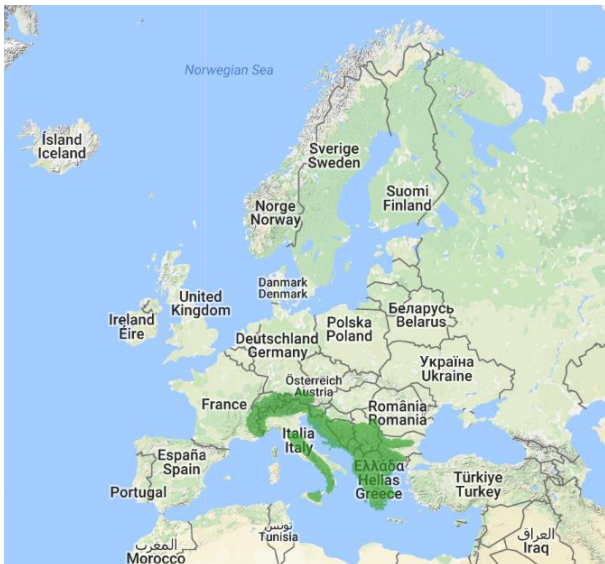 Norwegian Sea
Ísland
Iceland
Sverige
Sweden
Suomi
Finland
Norge
Norway
Danmark
Denmark
United
Kingdom
Ireland
Éire
Беларусь
Belarus
Polska
Poland
Deutschland
Germany
Україна
Ukraine
Österreich
Austria
France
România
Romania
Italia
Italy
España
Spain
Ελλάδα
Hellas
Greece
Portugal
Türkiye
Turkey
تونس
Tunisia
العراق
Iraq
المغرب
Morocco